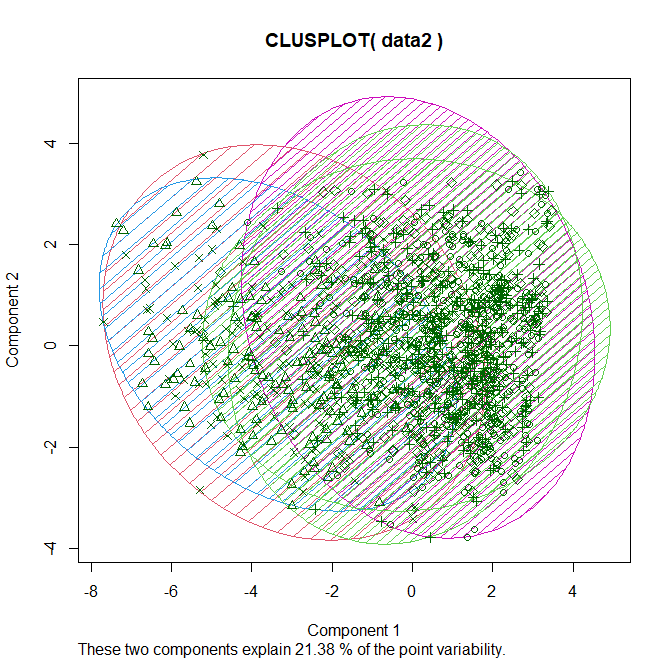 CLUSPLOT( data2 )
Component 2
4
2
0
-2
-4
-8 -6 -4 -2 0 2 4
Component 1
These two components explain 21.38 % of the point variability.